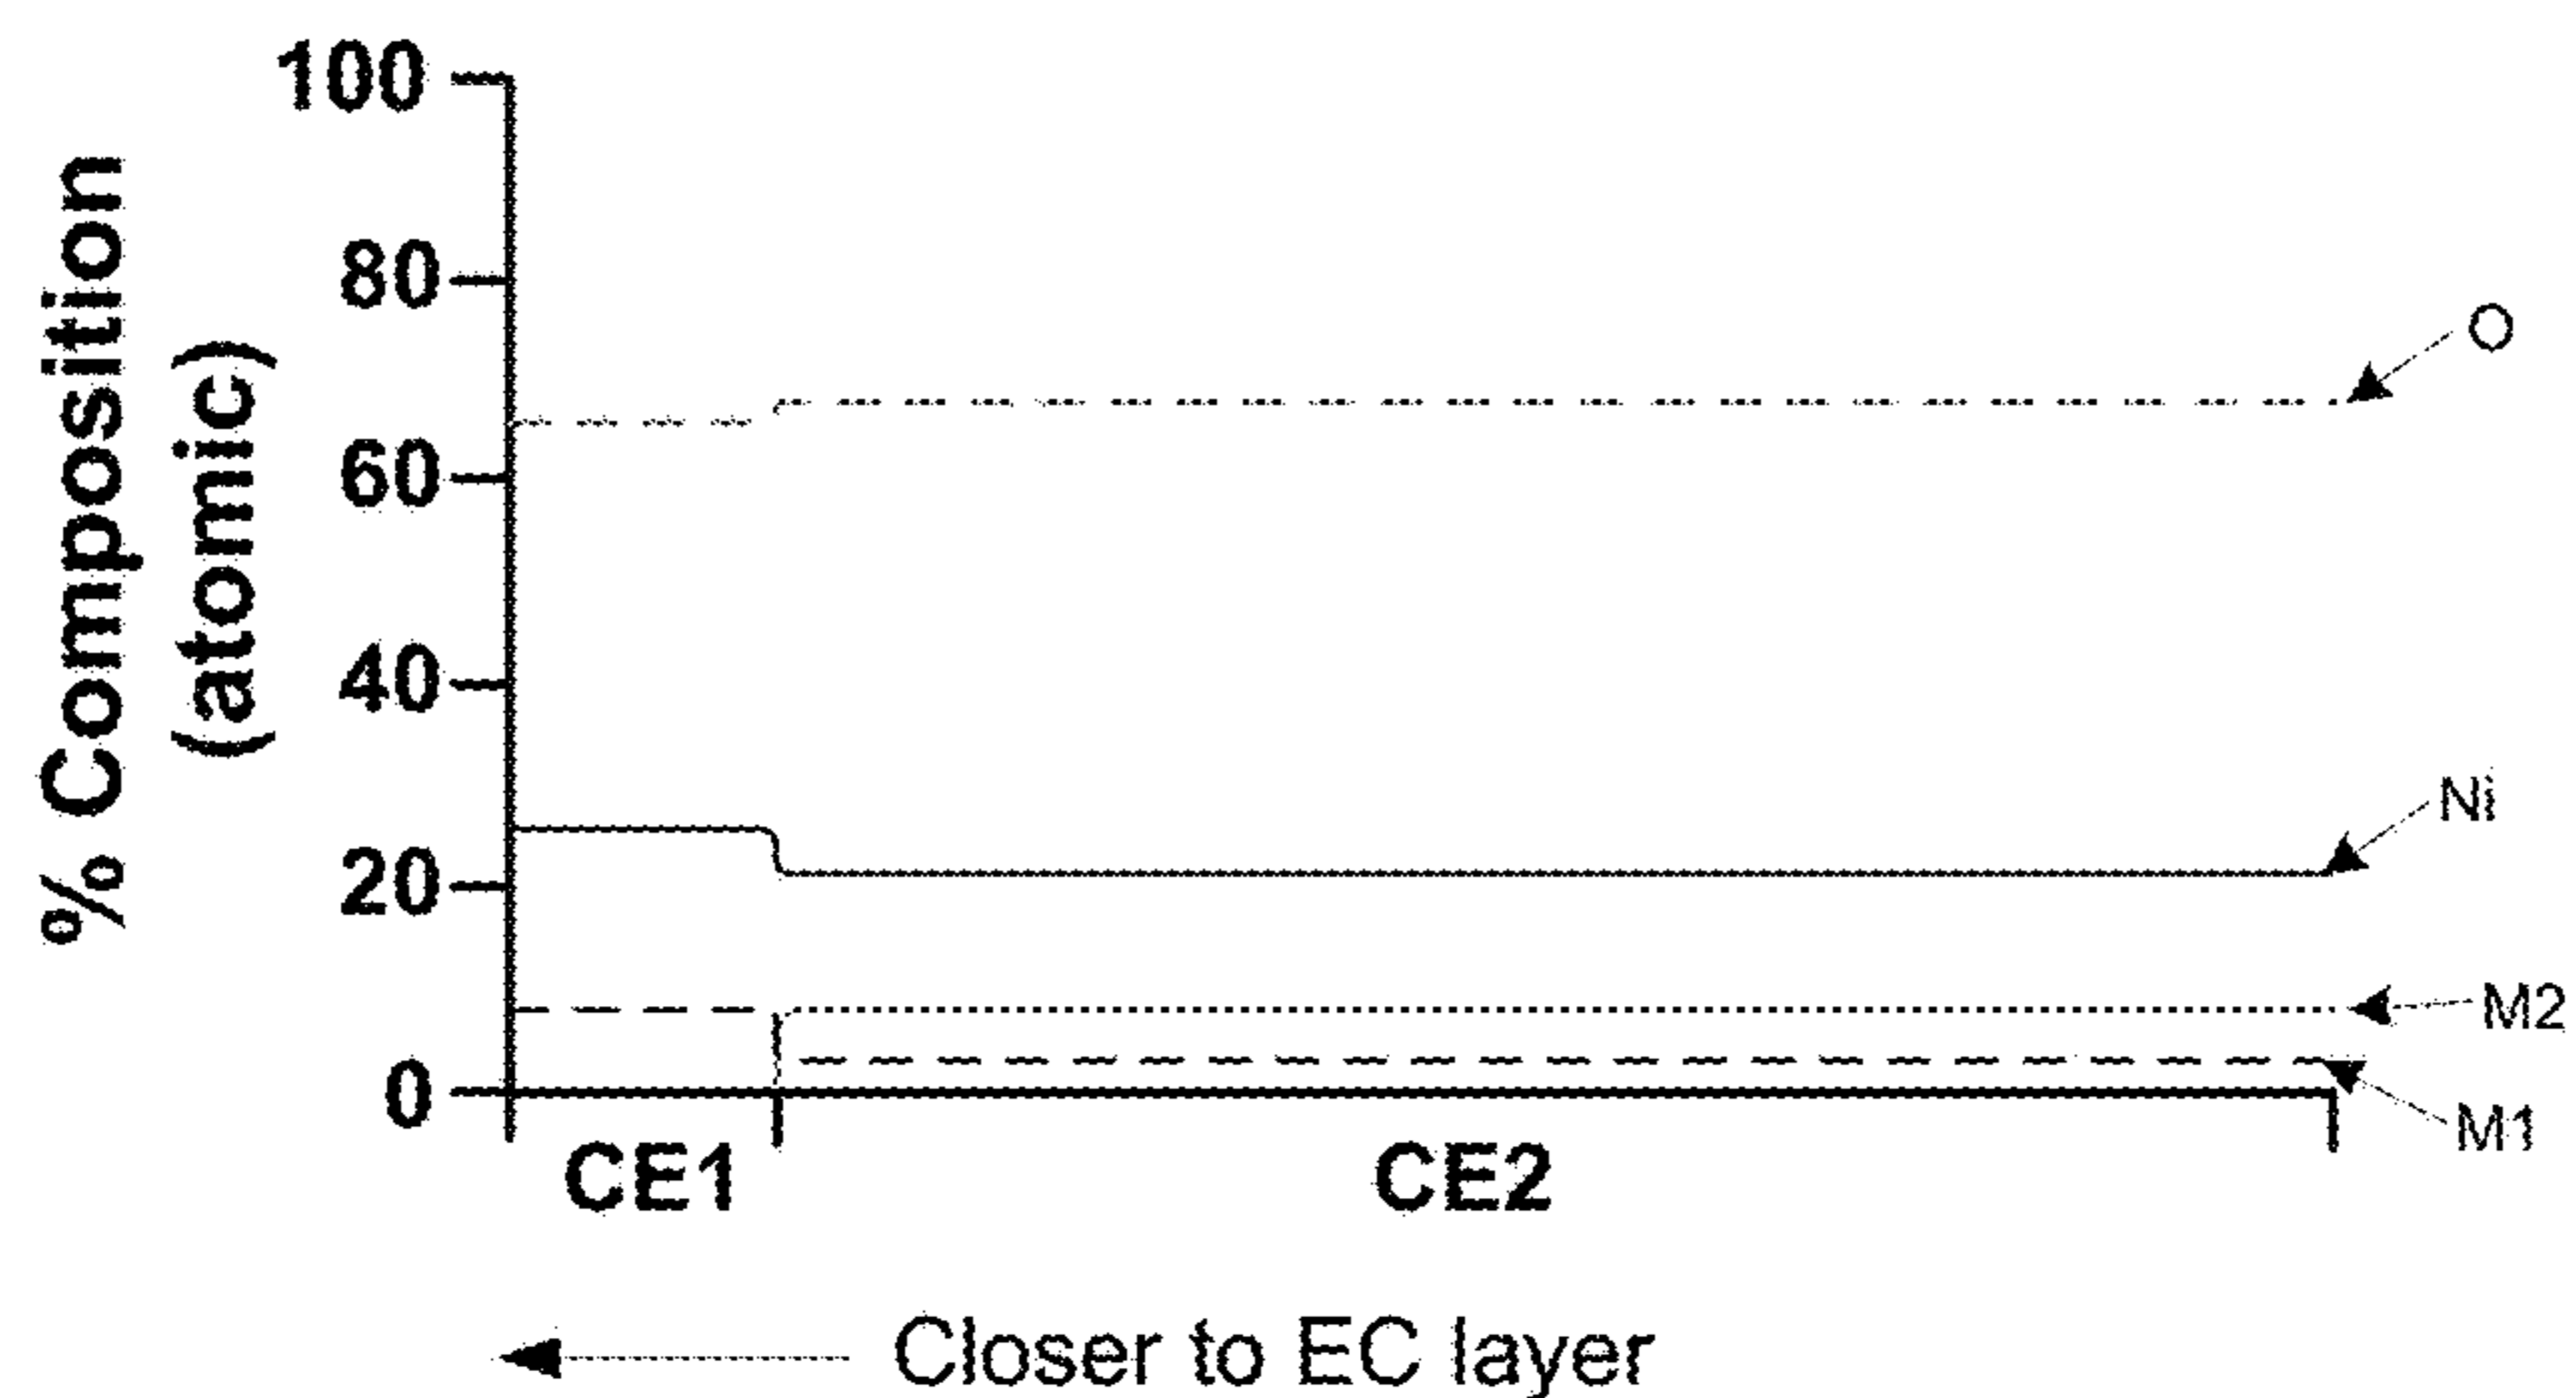 % Composition
(atomic)
100
80
60
40
20
0
O
Ni
M2
M1
CE1
CE2
Closer to EC layer